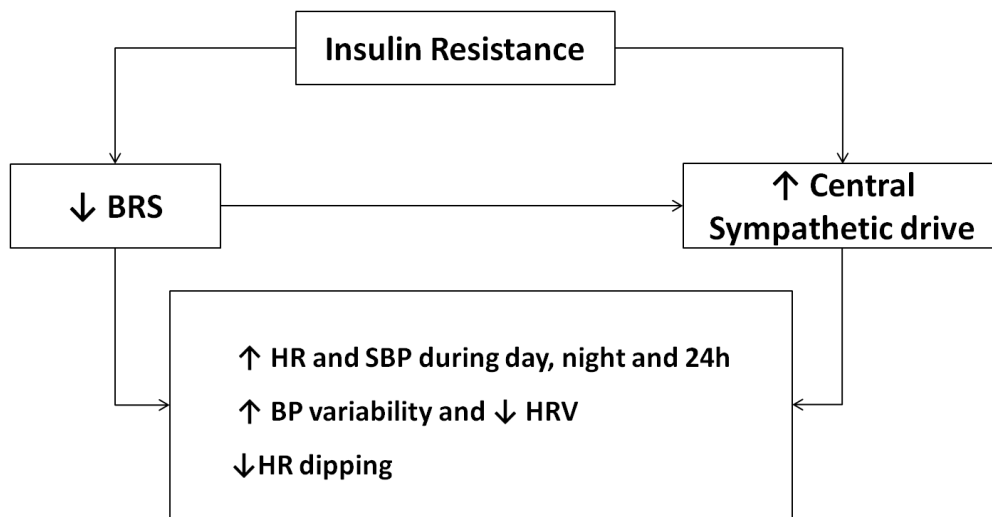 Insulin Resistance
↓ BRS
↑ Central
Sympathetic drive
↑ HR and SBP during day, night and 24h
↑ BP variability and ↓ HRV
↓HR dipping